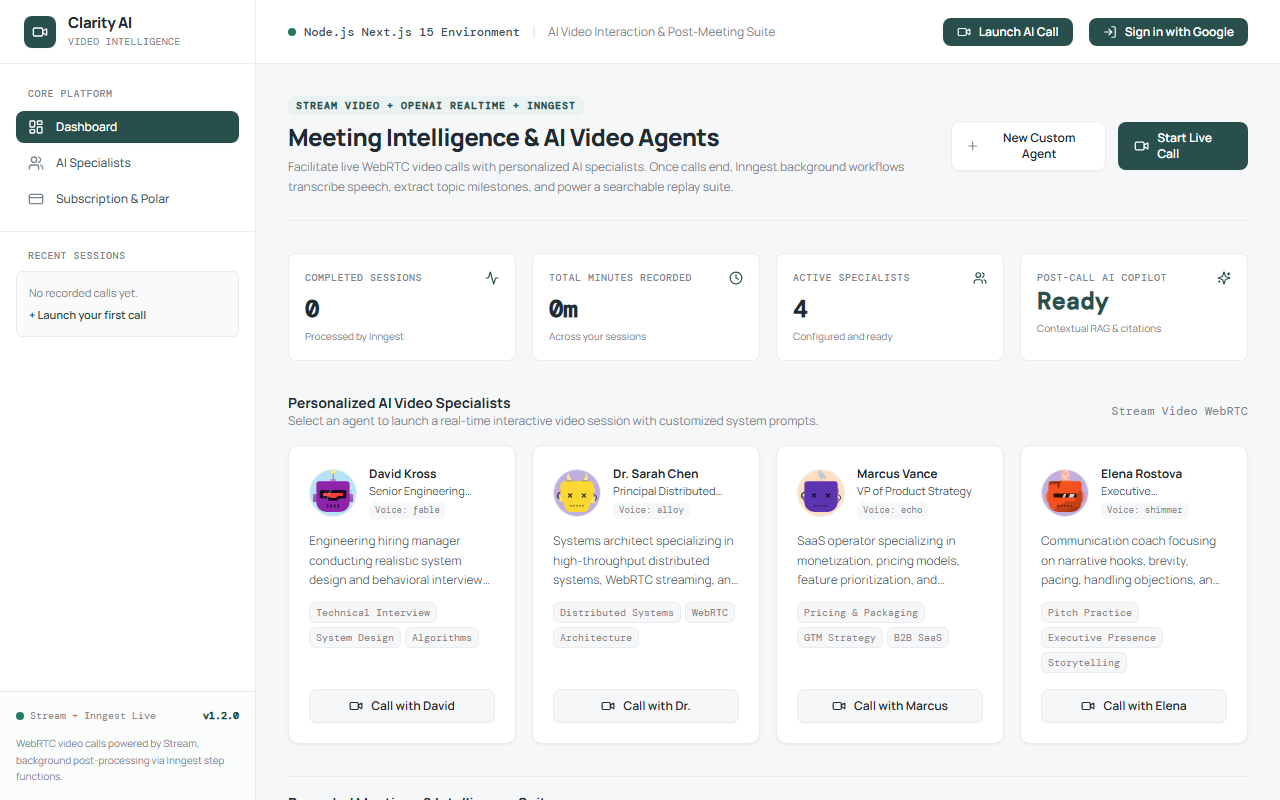 Clarity AI
VIDEO INTELLIGENCE
Node.js Next.js 15 Environment
AI Video Interaction & Post-Meeting Suite
Launch AI Call
Sign in with Google
CORE PLATFORM
Dashboard
AI Specialists
Subscription & Polar
RECENT SESSIONS
No recorded calls yet.
+ Launch your first call
Stream + Inngest Live
v1.2.0
WebRTC video calls powered by Stream,
background post-processing via Inngest step
functions.
STREAM VIDEO + OPENAI REALTIME + INNGEST
Meeting Intelligence & AI Video Agents
Facilitate live WebRTC video calls with personalized AI specialists. Once calls end, Inngest background workflows
transcribe speech, extract topic milestones, and power a searchable replay suite.
New Custom
Agent
Start Live
Call
COMPLETED SESSIONS
0
Processed by Inngest
TOTAL MINUTES RECORDED
0m
Across your sessions
ACTIVE SPECIALISTS
4
Configured and ready
POST-CALL AI COPILOT
Ready
Contextual RAG & citations
Personalized AI Video Specialists
Select an agent to launch a real-time interactive video session with customized system prompts.
Stream Video WebRTC
David Kross
Senior Engineering...
Voice: fable
Engineering hiring manager
conducting realistic system
design and behavioral interview...
Technical Interview
System Design
Algorithms
Call with David
Dr. Sarah Chen
Principal Distributed...
Voice: alloy
Systems architect specializing in
high-throughput distributed
systems, WebRTC streaming, an...
Distributed Systems
WebRTC
Architecture
Call with Dr.
Marcus Vance
VP of Product Strategy
Voice: echo
SaaS operator specializing in
monetization, pricing models,
feature prioritization, and...
Pricing & Packaging
GTM Strategy
B2B SaaS
Call with Marcus
Elena Rostova
Executive...
Voice: shimmer
Communication coach focusing
on narrative hooks, brevity,
pacing, handling objections, an...
Pitch Practice
Executive Presence
Storytelling
Call with Elena